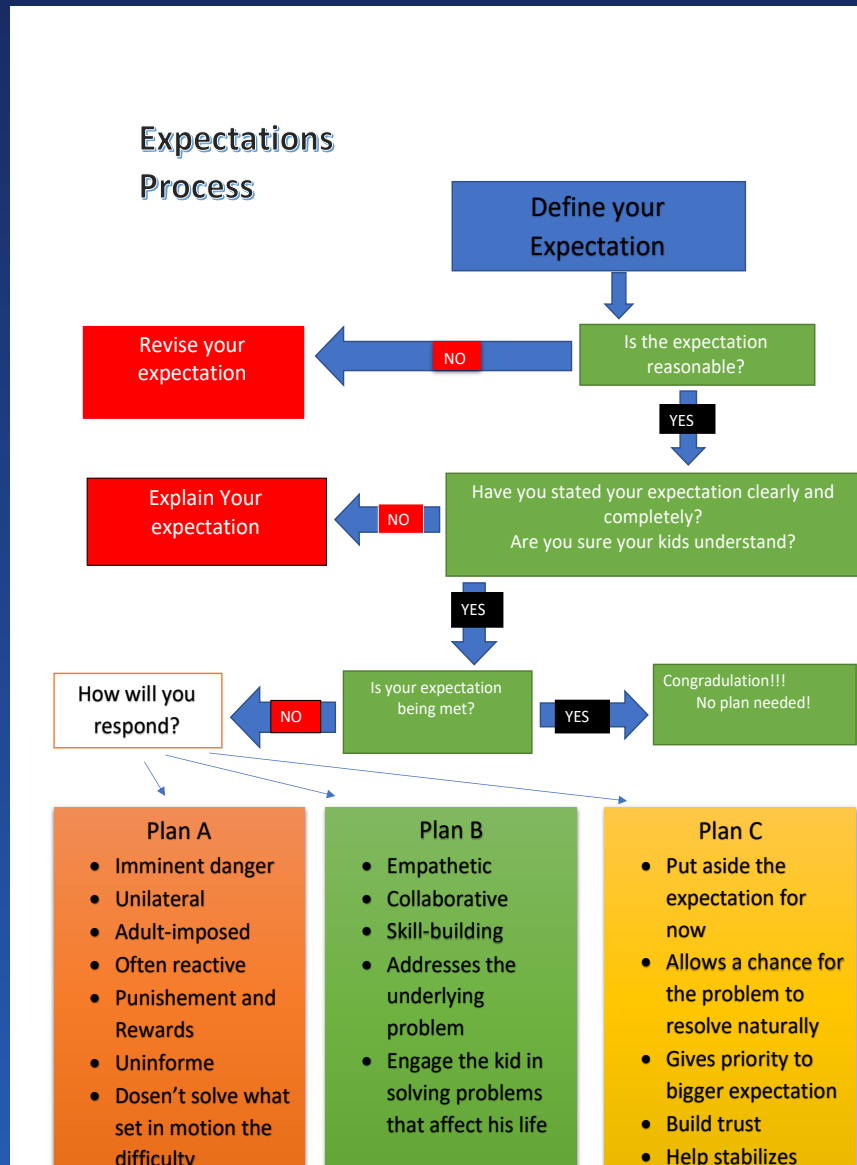 Expectations
Process
Define your
Expectation
Revise your
expectation
NO
Is the expectation
reasonable?
YES
Explain Your
expectation
NO
Have you stated your expectation clearly and
completely?
Are you sure your kids understand?
YES
How will you
respond?
NO
Is your expectation
being met?
YES
Congradulation!!!
No plan needed!
Plan A
• Imminent danger
• Unilateral
• Adult-imposed
• Often reactive
• Punishement and
Rewards
• Uninforme
• Dosen’t solve what
set in motion the
difficulty
Plan B
• Empathetic
• Collaborative
• Skill-building
• Addresses the
underlying
problem
• Engage the kid in
solving problems
that affect his life
Plan C
• Put aside the
expectation for
now
• Allows a chance for
the problem to
resolve naturally
• Gives priority to
bigger expectation
• Build trust
• Help stabilizes